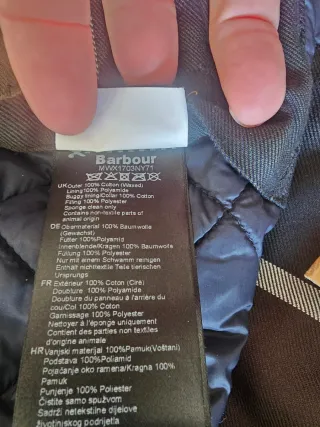 Barbour
MWX1703NY71
UK Outer 100% Cotton (Waxed)
Lining 100% Polyamide
Buggy lining/Collar 100% Cotton
Filling 100% Polyester
Sponge clean only
Contains non-textile parts of
animal origin
DE Obermaterial 100% Baumwolle
(Gewachst)
Futter 100%Polyamid
Innenblende/Kragen 100% Baumwolle
Füllung 100% Polyester
Nur mit einem Schwamm reinigen
Enthält nichttextile Teile tierischen
Ursprungs
FR Extérieur 100% Coton (Ciré)
Doublure 100% Polyamide
Doublure du panneau à l'arrière du
cou/Col 100% Coton
Garnissage 100% Polyester
Nettoyer à l'éponge uniquement
Contient des parties non textiles
d'origine animale
HR Vanjski materijal 100%Pamuk(Voštani)
Podstava 100%Poliamid
Pojačanje oko ramena/Kragna 100%
Pamuk
Punjenje 100% Poliester
Čistite samo spužvom
Sadrži netekstilne dijelove
životinjskog podrijetla